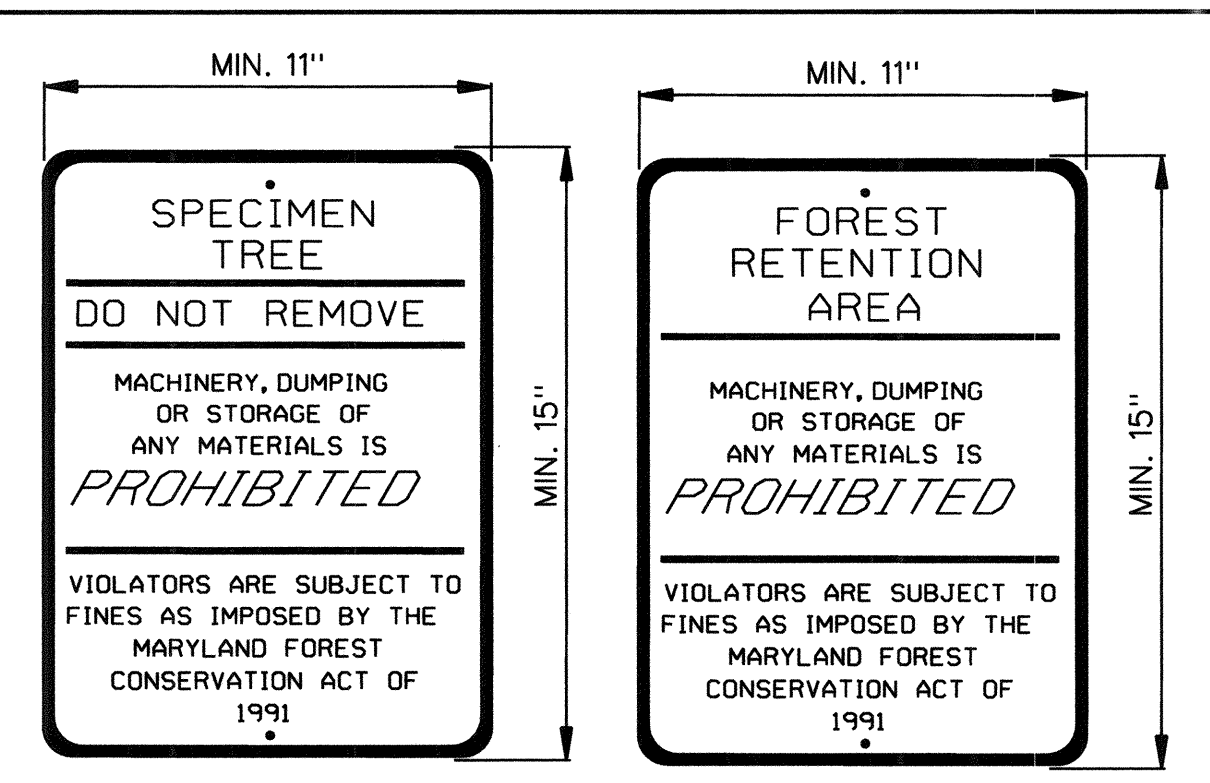 MIN. 11"
SPECIMEN
TREE
DO NOT REMOVE
MACHINERY, DUMPING
OR STORAGE OF
ANY MATERIALS IS
PROHIBITED
VIOLATORS ARE SUBJECT TO
FINES AS IMPOSED BY THE
MARYLAND FOREST
CONSERVATION ACT OF
1991
MIN. 15"
MIN. 11"
FOREST
RETENTION
AREA
MACHINERY, DUMPING
OR STORAGE OF
ANY MATERIALS IS
PROHIBITED
VIOLATORS ARE SUBJECT TO
FINES AS IMPOSED BY THE
MARYLAND FOREST
CONSERVATION ACT OF
1991
MIN. 15"